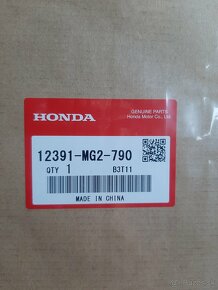 GENUINE PARTS
HONDA
Honda Motor Co., Ltd.
12391-MG2-790
QTY 1
B3T11
MADE IN CHINA